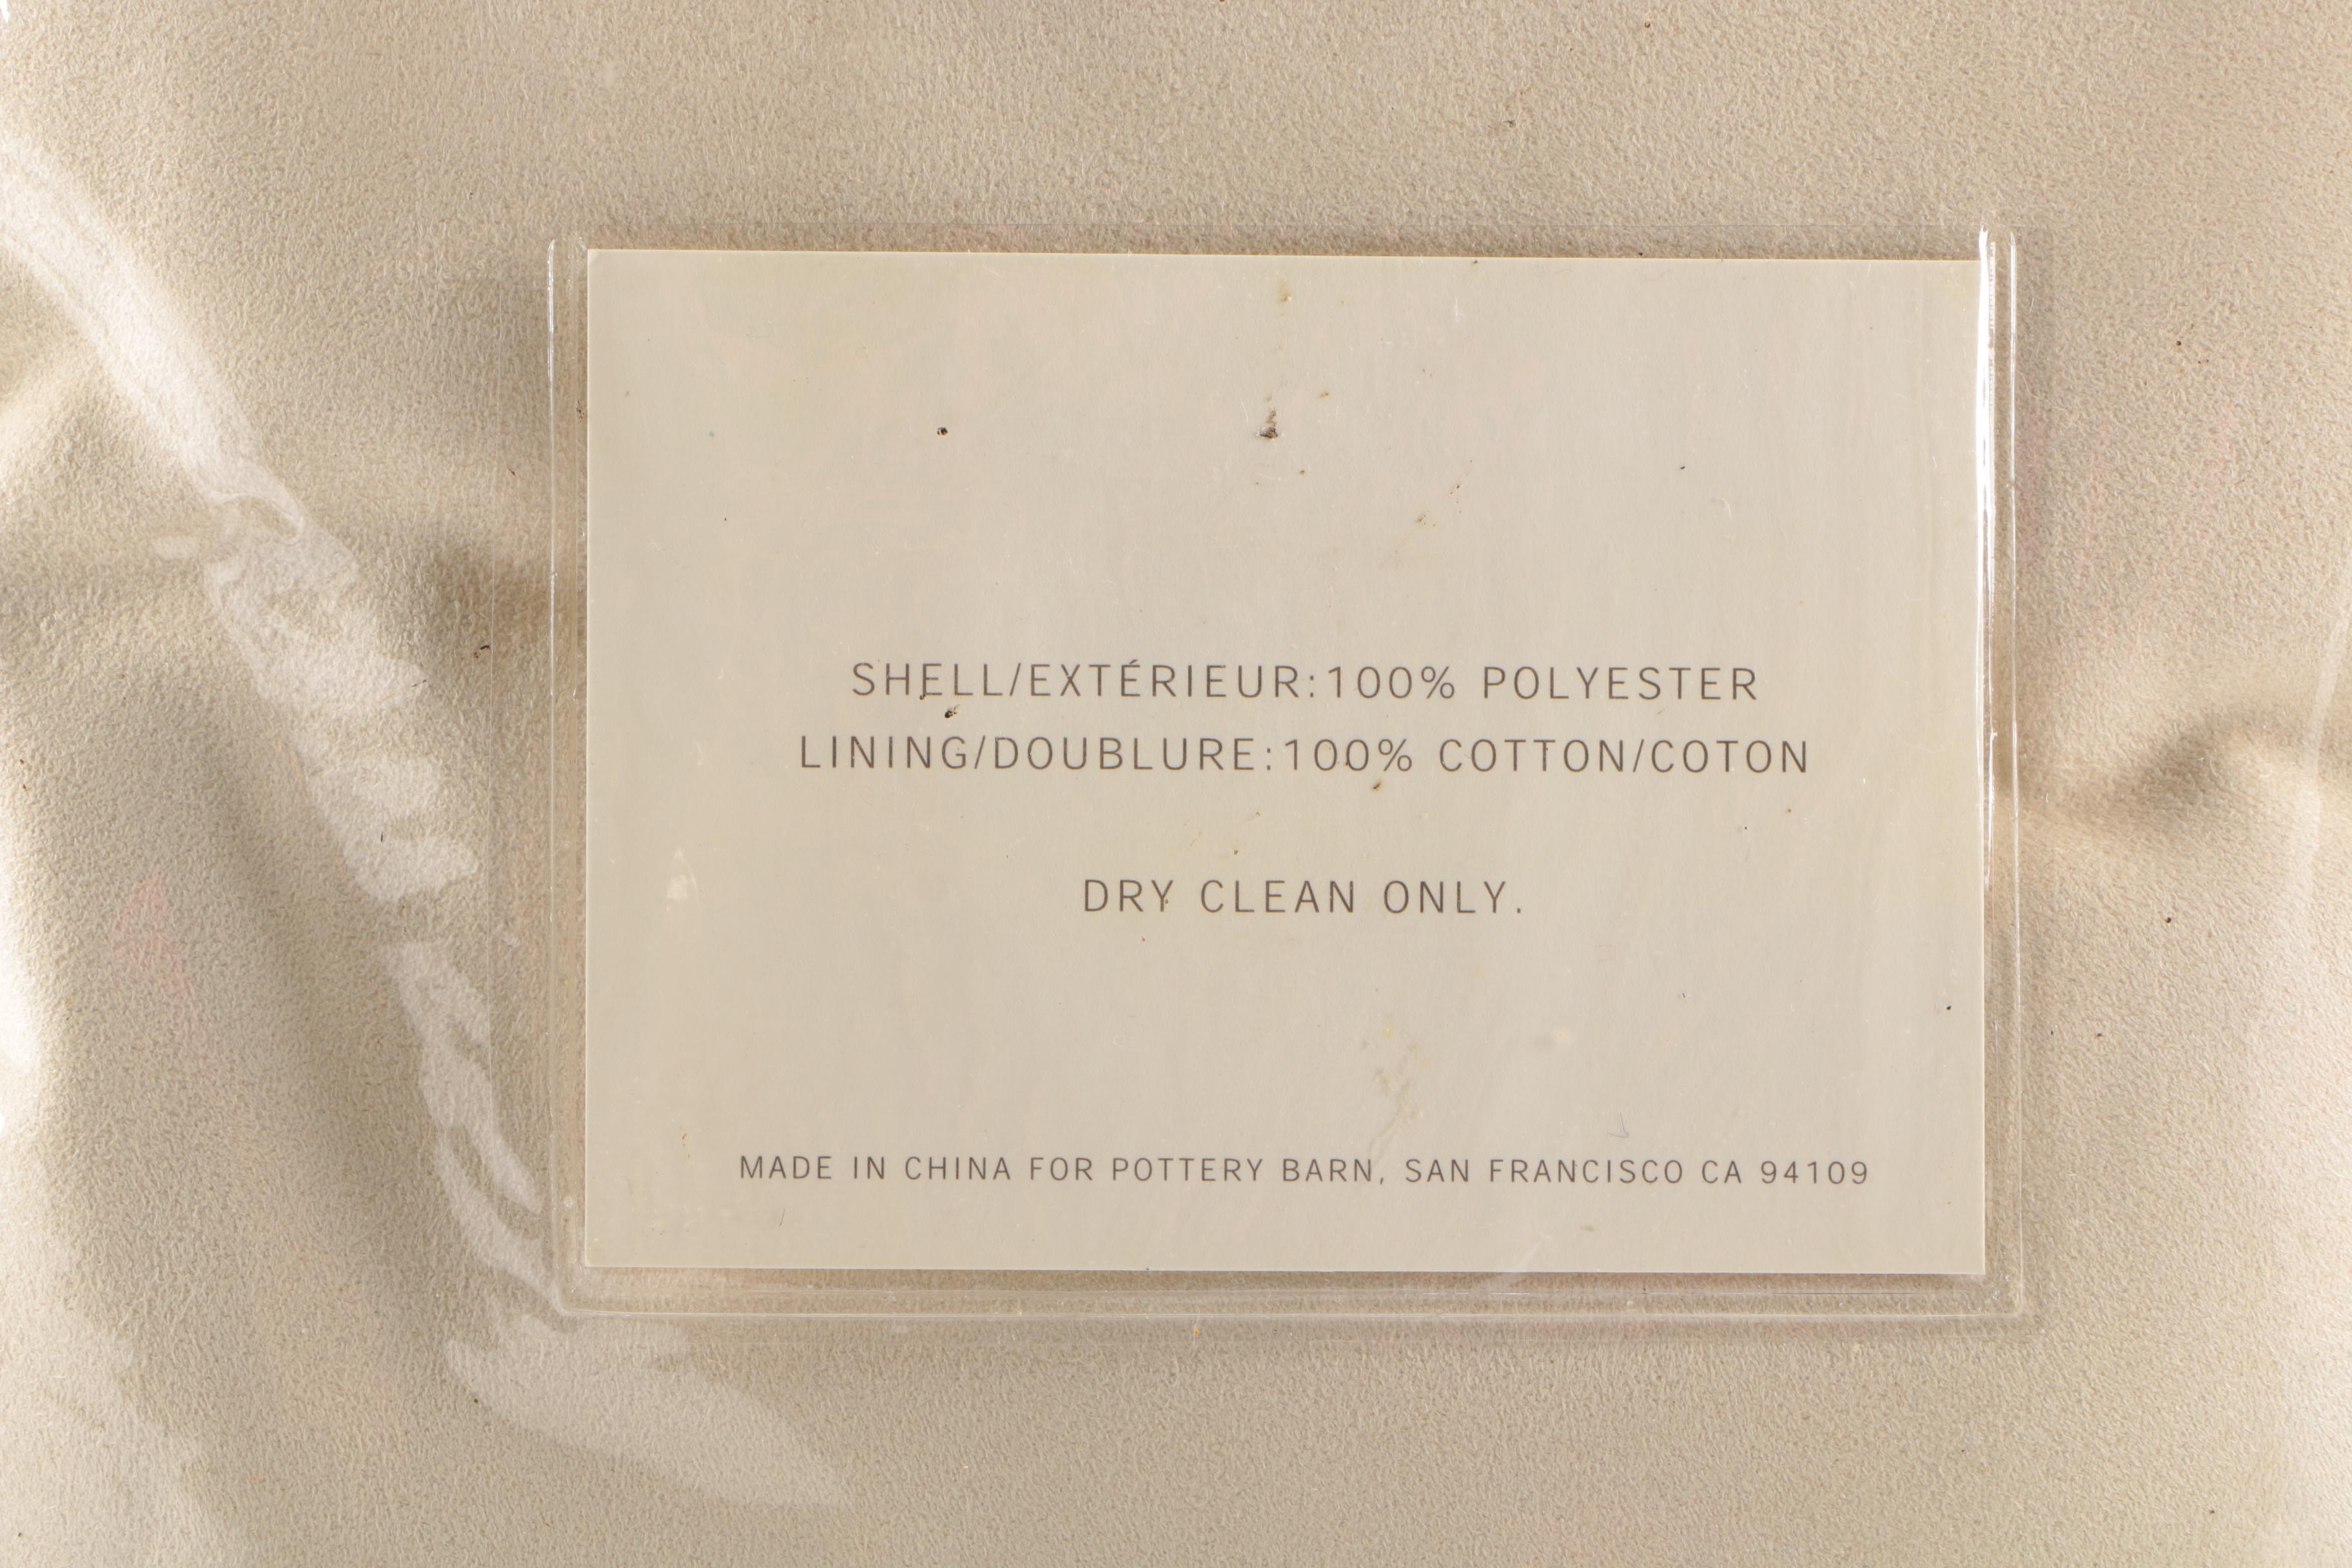 SHELL/EXTÉRIEUR:100% POLYESTER
LINING/DOUBLURE:100% COTTON/COTON
DRY CLEAN ONLY.
MADE IN CHINA FOR POTTERY BARN, SAN FRANCISCO CA 94109